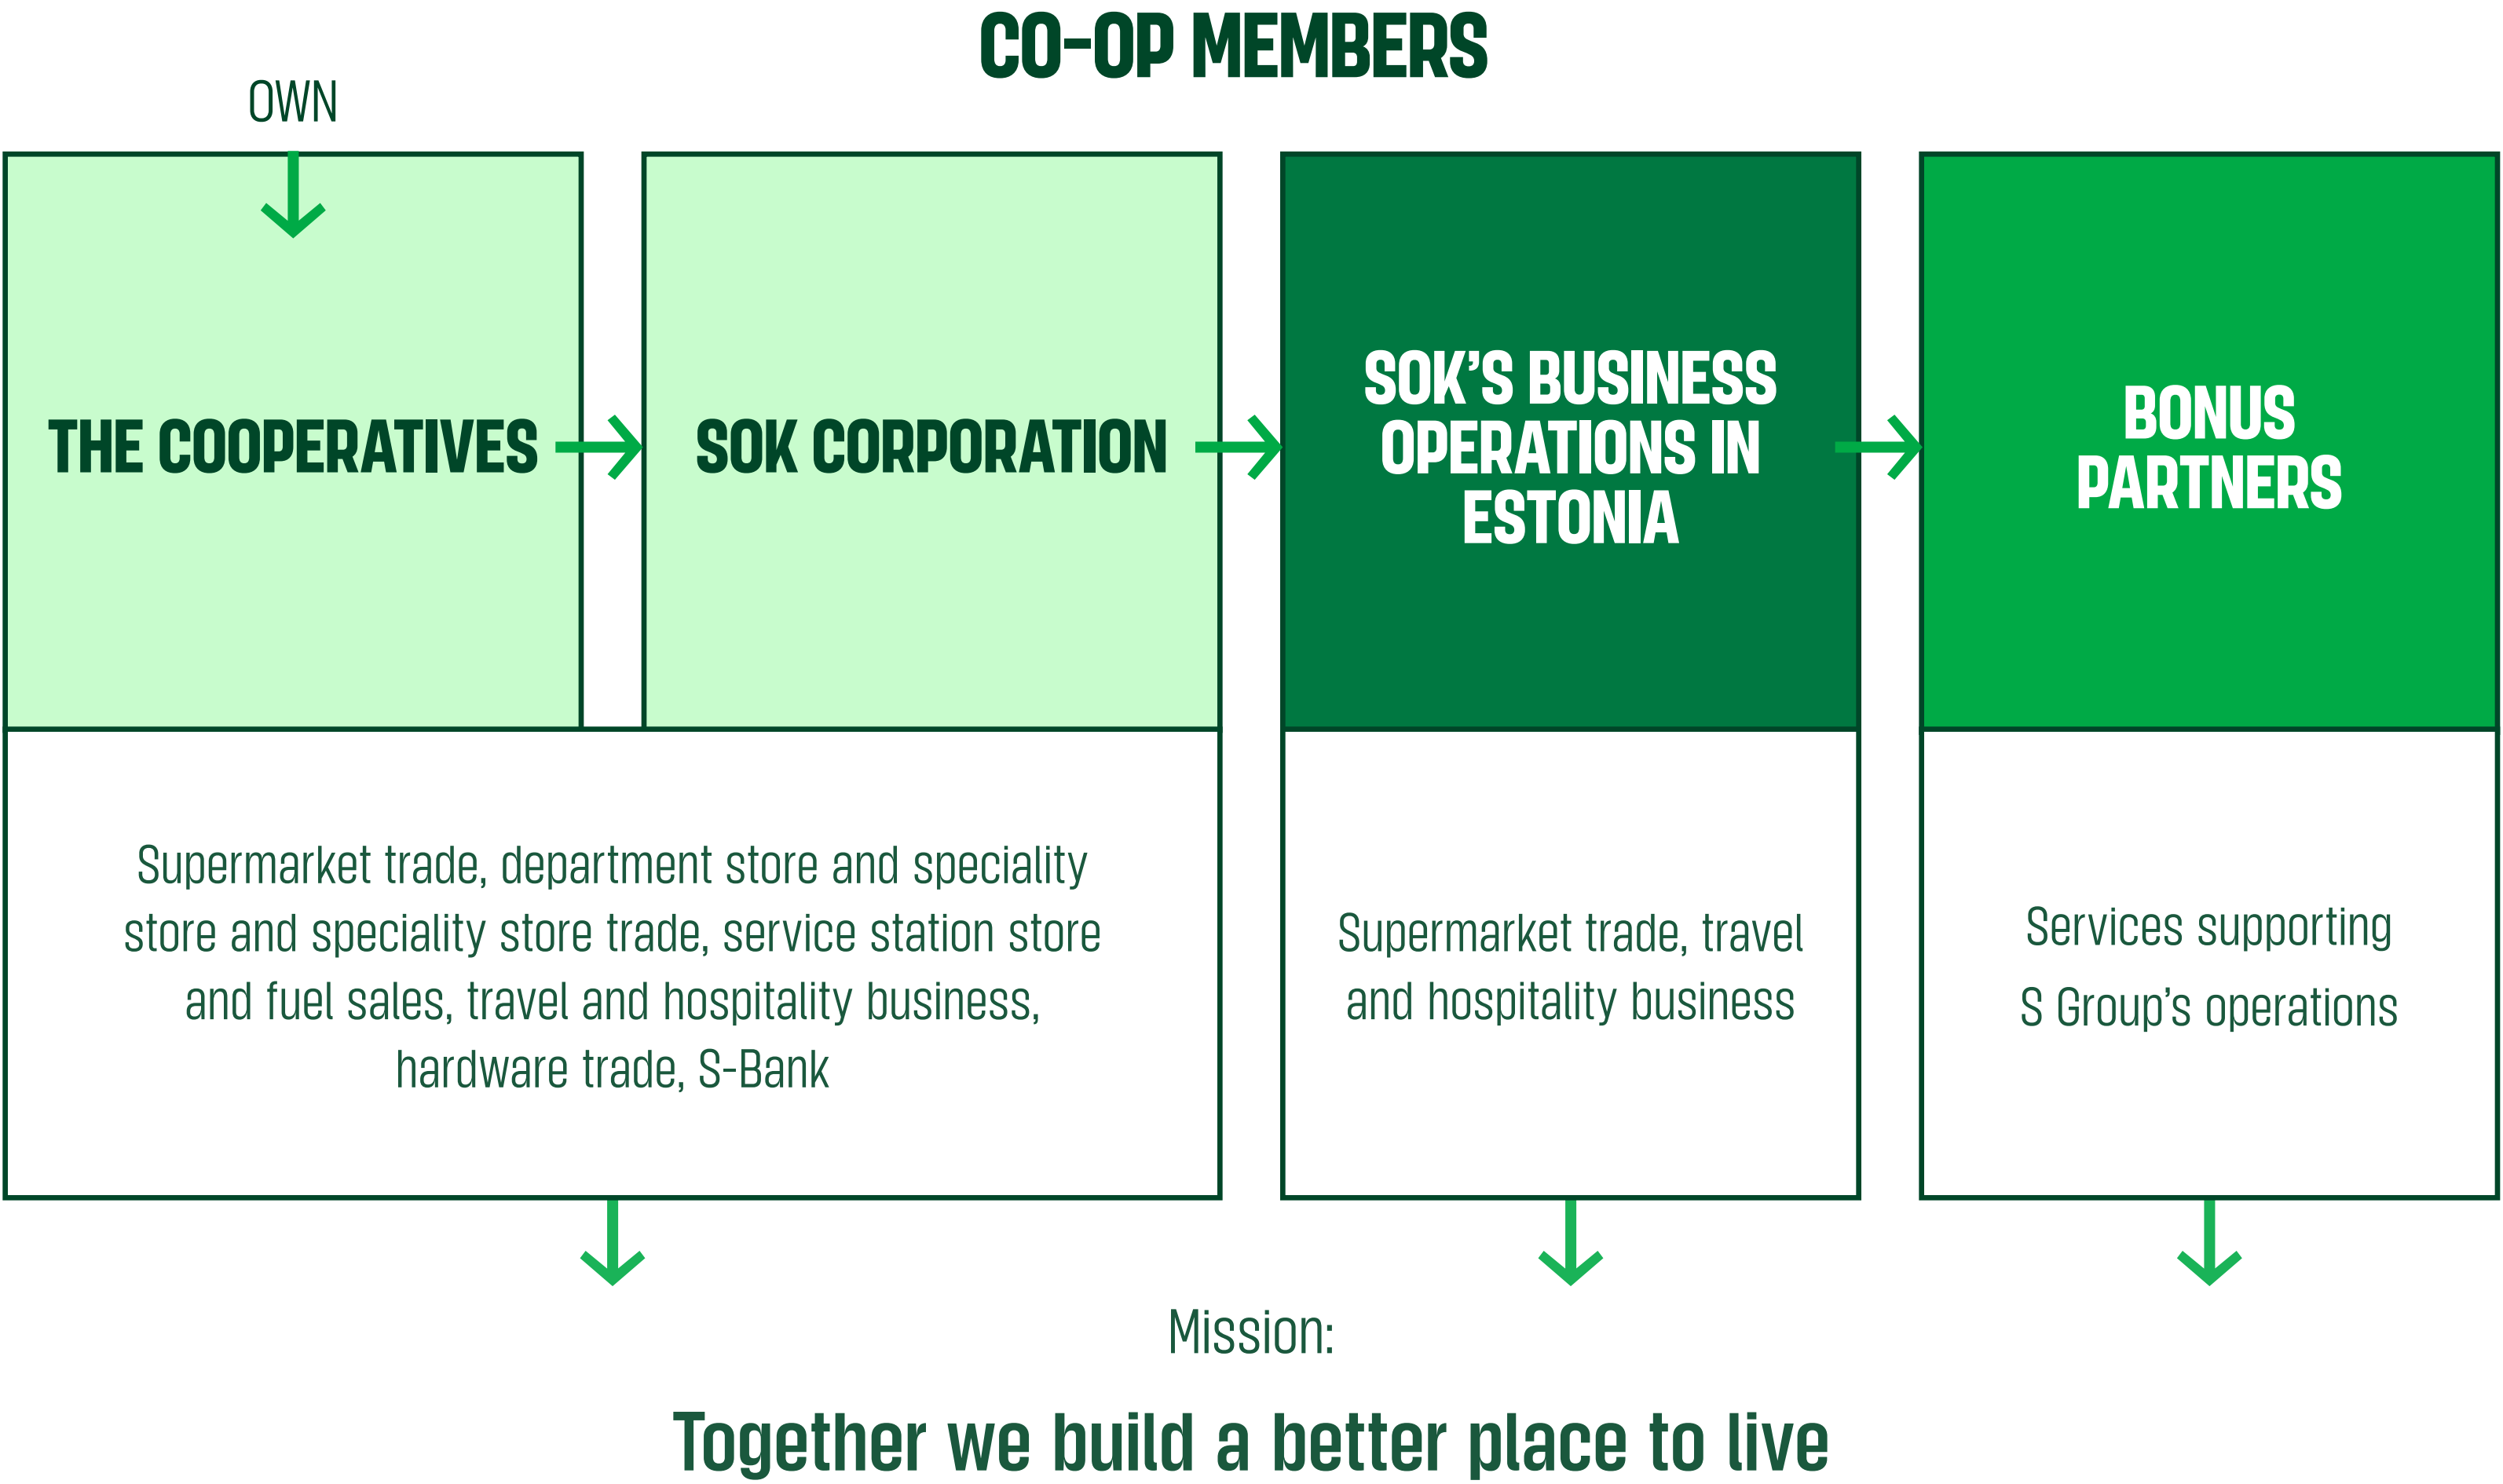 CO-OP MEMBERS
OWN
THE COOPERATIVES
SOK CORPORATION
SOK'S BUSINESS
OPERATIONS IN
ESTONIA
BONUS
PARTNERS
Supermarket trade, department store and speciality
store and speciality store trade, service station store
and fuel sales, travel and hospitality business,
hardware trade, S-Bank
Supermarket trade, travel
and hospitality business
Services supporting
S Group's operations
Mission:
Together we build a better place to live